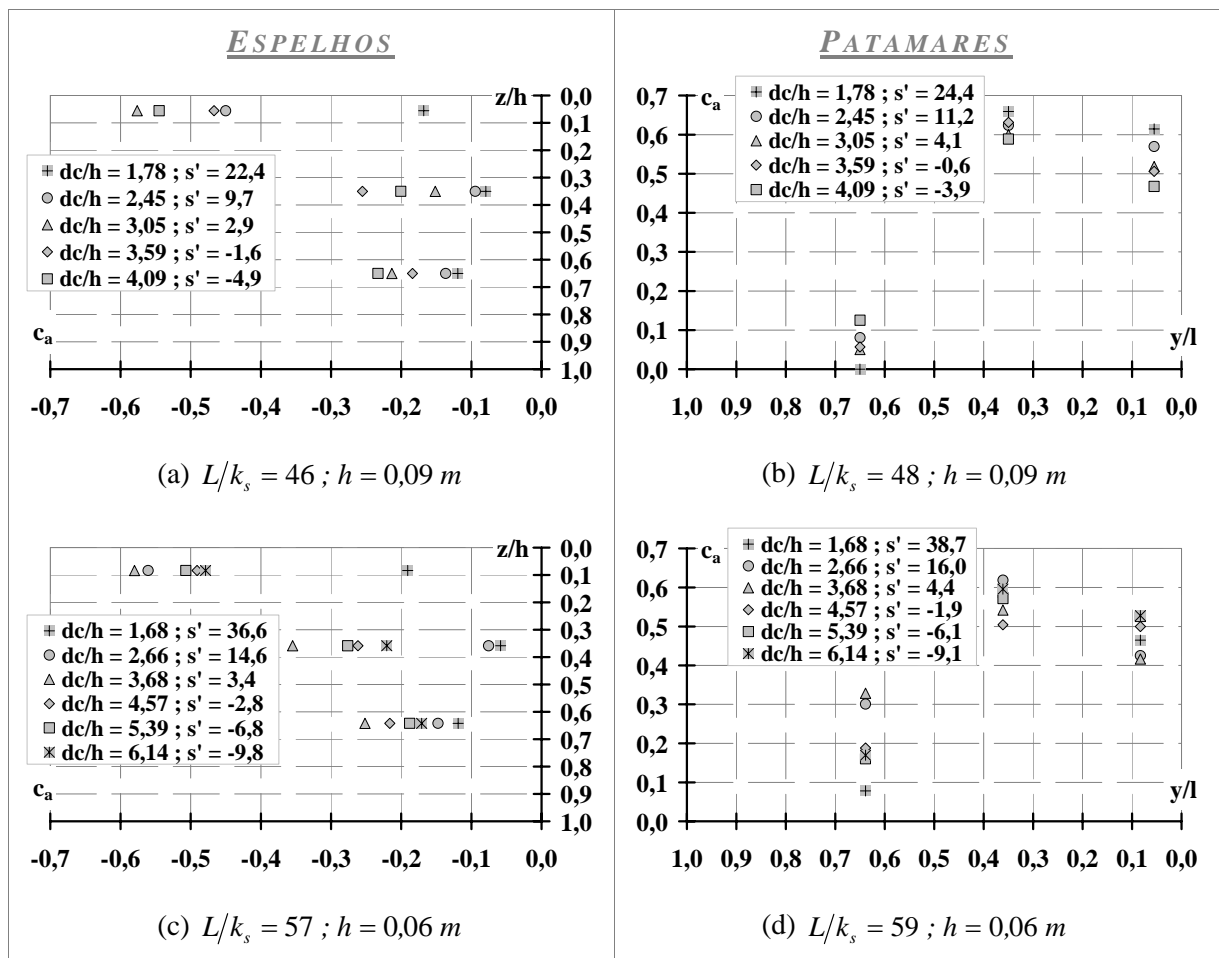 ESPELHOS
z/h
0,0
0,1
0,2
0,3
0,4
0,5
0,6
0,7
0,8
0,9
1,0
dc/h = 1,78 ; s' = 22,4
dc/h = 2,45 ; s' = 9,7
dc/h = 3,05 ; s' = 2,9
dc/h = 3,59 ; s' = -1,6
dc/h = 4,09 ; s' = -4,9
ca
-0,7 -0,6 -0,5 -0,4 -0,3 -0,2 -0,1 0,0
(a) L/ks = 46 ; h = 0,09 m
PATAMARES
0,7
0,6
0,5
0,4
0,3
0,2
0,1
0,0
ca
dc/h = 1,78 ; s' = 24,4
dc/h = 2,45 ; s' = 11,2
dc/h = 3,05 ; s' = 4,1
dc/h = 3,59 ; s' = -0,6
dc/h = 4,09 ; s' = -3,9
y/l
1,0 0,9 0,8 0,7 0,6 0,5 0,4 0,3 0,2 0,1 0,0
(b) L/ks = 48 ; h = 0,09 m
z/h
0,0
0,1
0,2
0,3
0,4
0,5
0,6
0,7
0,8
0,9
1,0
dc/h = 1,68 ; s' = 36,6
dc/h = 2,66 ; s' = 14,6
dc/h = 3,68 ; s' = 3,4
dc/h = 4,57 ; s' = -2,8
dc/h = 5,39 ; s' = -6,8
dc/h = 6,14 ; s' = -9,8
ca
-0,7 -0,6 -0,5 -0,4 -0,3 -0,2 -0,1 0,0
(c) L/ks = 57 ; h = 0,06 m
0,7
0,6
0,5
0,4
0,3
0,2
0,1
0,0
ca
dc/h = 1,68 ; s' = 38,7
dc/h = 2,66 ; s' = 16,0
dc/h = 3,68 ; s' = 4,4
dc/h = 4,57 ; s' = -1,9
dc/h = 5,39 ; s' = -6,1
dc/h = 6,14 ; s' = -9,1
y/l
1,0 0,9 0,8 0,7 0,6 0,5 0,4 0,3 0,2 0,1 0,0
(d) L/ks = 59 ; h = 0,06 m